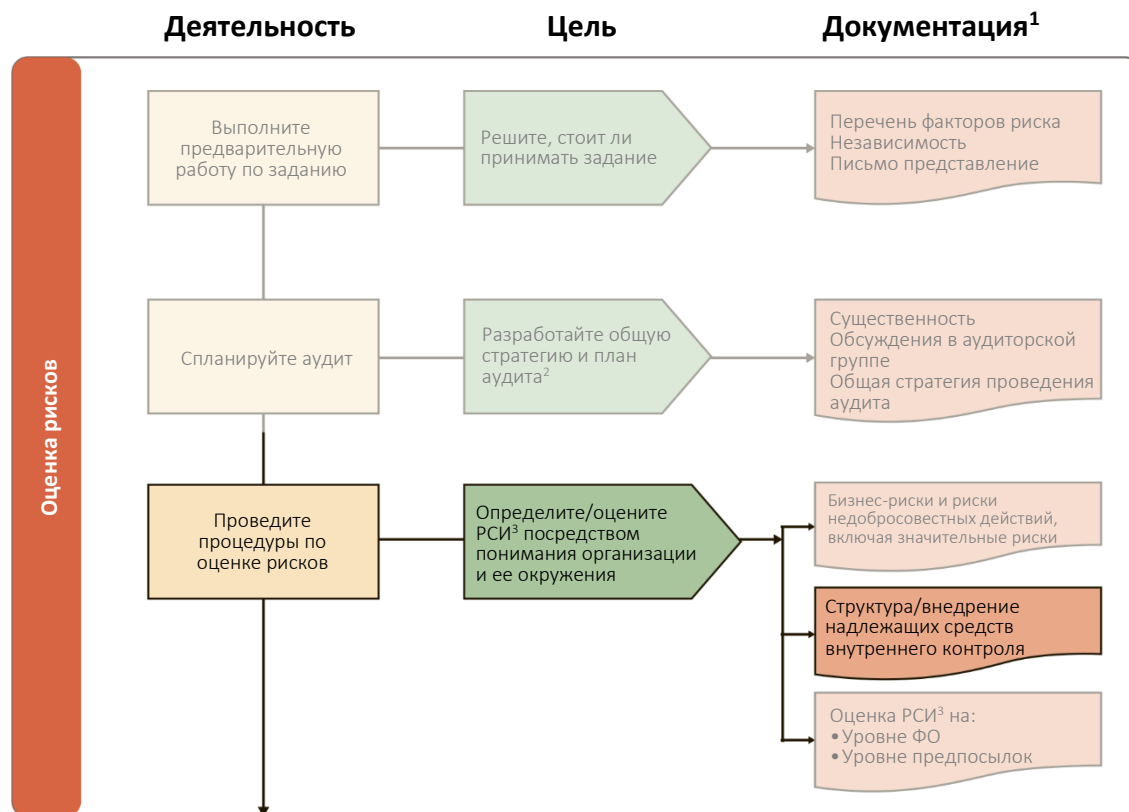 Деятельность
Цель
Документация¹
Оценка рисков
Выполните
предварительную
работу по заданию
Решите, стоит ли
принимать задание
Перечень факторов риска
Независимость
Письмо представление
Спланируйте аудит
Разработайте общую
стратегию и план
аудита²
Существенность
Обсуждения в аудиторской
группе
Общая стратегия проведения
аудита
Проведите
процедуры по
оценке рисков
Определите/оцените
РСИ³ посредством
понимания организации
и ее окружения
Бизнес-риски и риски
недобросовестных действий,
включая значительные риски
Структура/внедрение
надлежащих средств
внутреннего контроля
Оценка РСИ³ на:
•Уровне ФО
•Уровне предпосылок